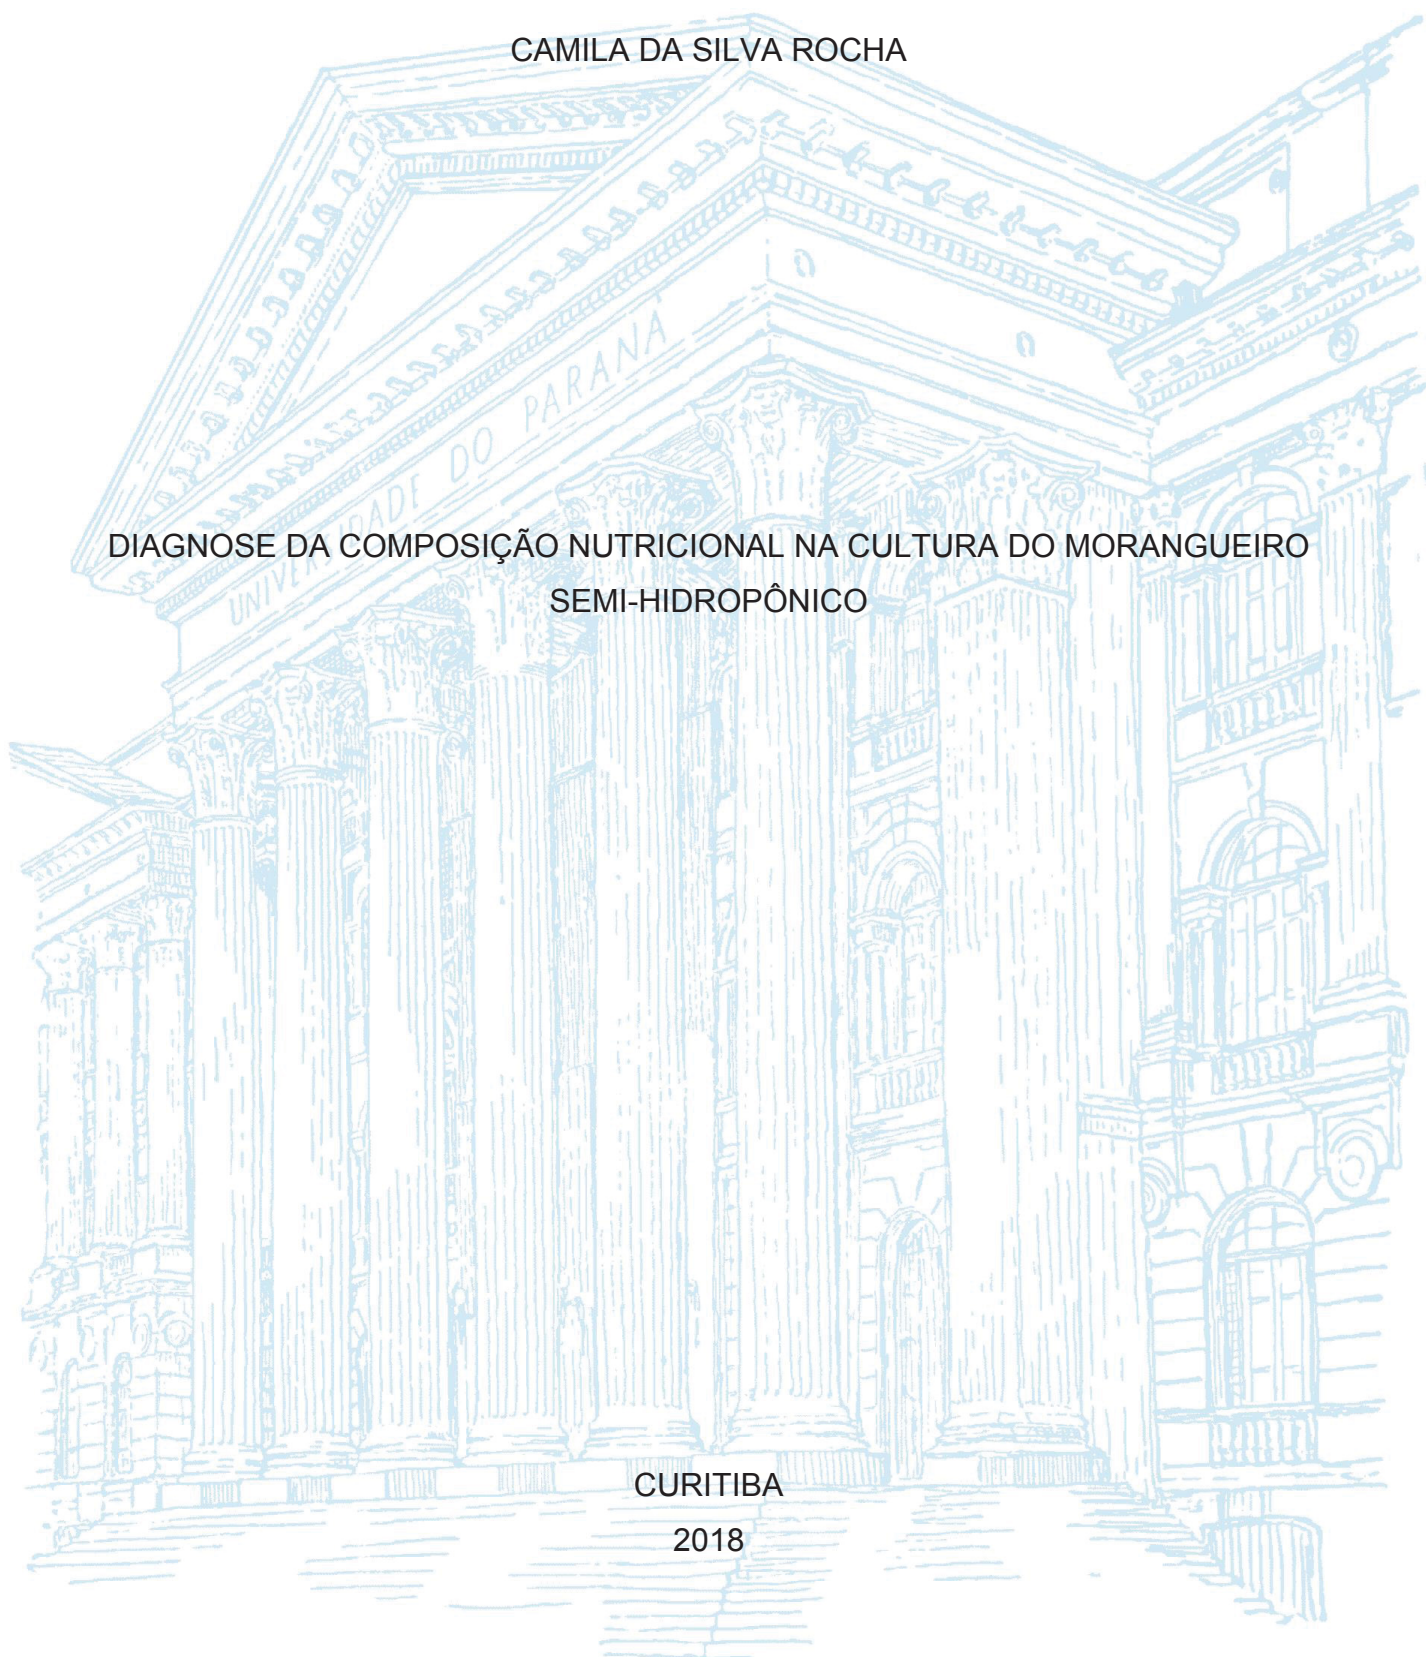 CAMILA DA SILVA ROCHA
UNIVERSIDADE DO PARANÁ
DIAGNOSE DA COMPOSIÇÃO NUTRICIONAL NA CULTURA DO MORANGUEIRO
SEMI-HIDROPÔNICO
CURITIBA
2018